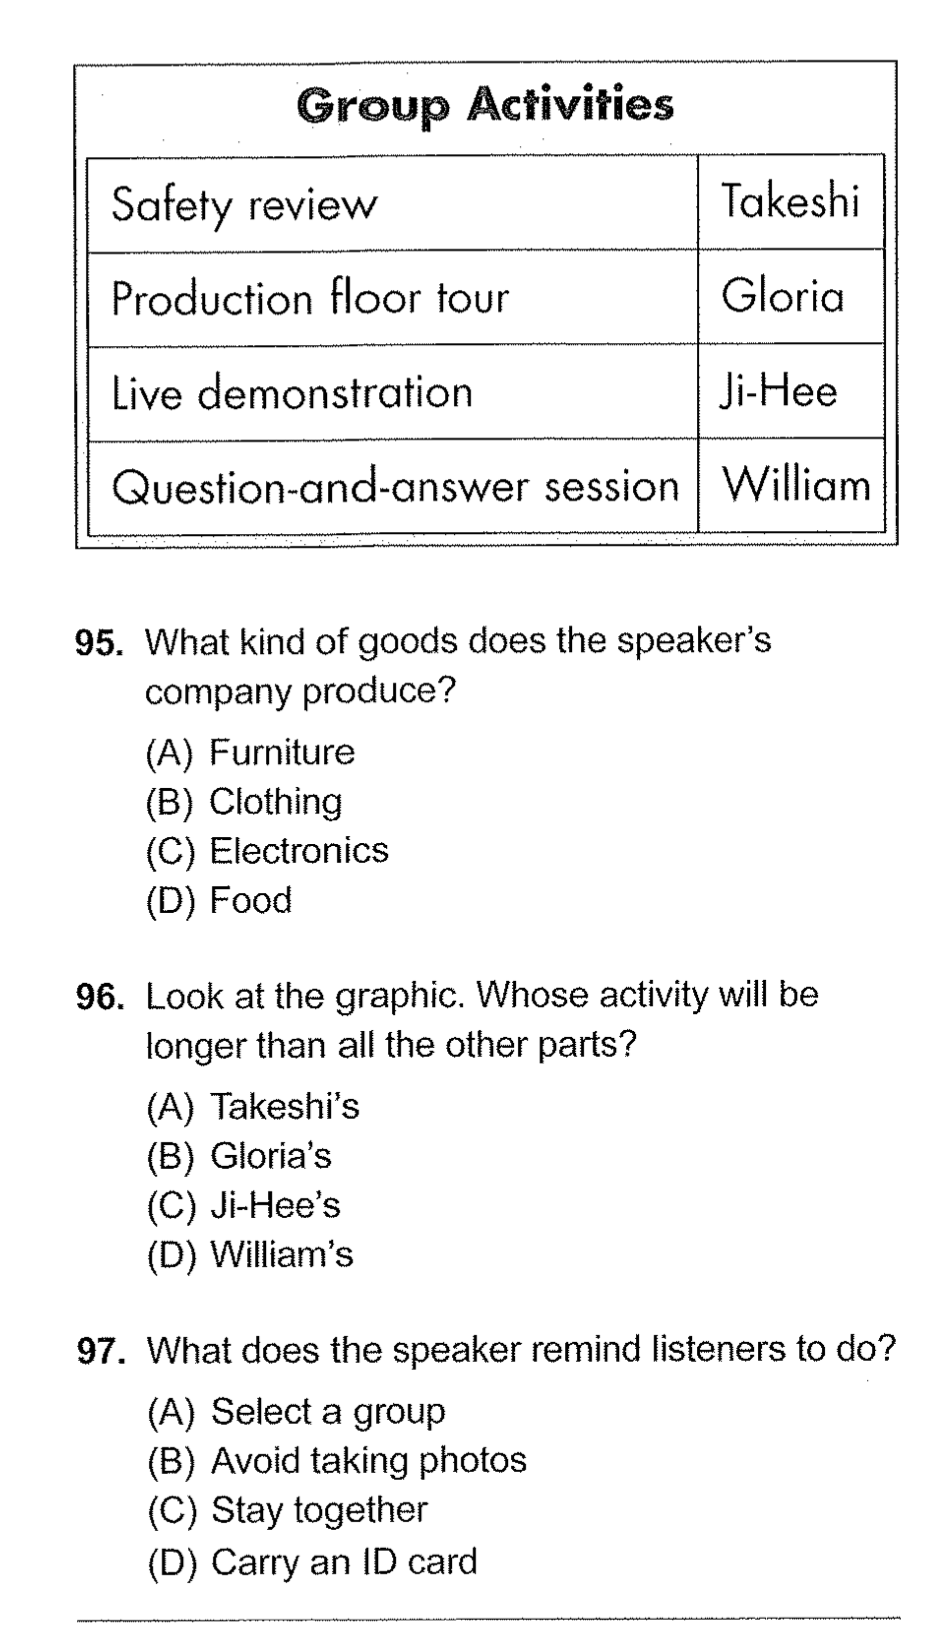 Group Activities
Safety review Takeshi
Production floor tour Gloria
Live demonstration Ji-Hee
Question-and-answer session William
95. What kind of goods does the speaker's
company produce?
(A) Furniture
(B) Clothing
(C) Electronics
(D) Food
96. Look at the graphic. Whose activity will be
longer than all the other parts?
(A) Takeshi's
(B) Gloria's
(C) Ji-Hee's
(D) William's
97. What does the speaker remind listeners to do?
(A) Select a group
(B) Avoid taking photos
(C) Stay together
(D) Carry an ID card